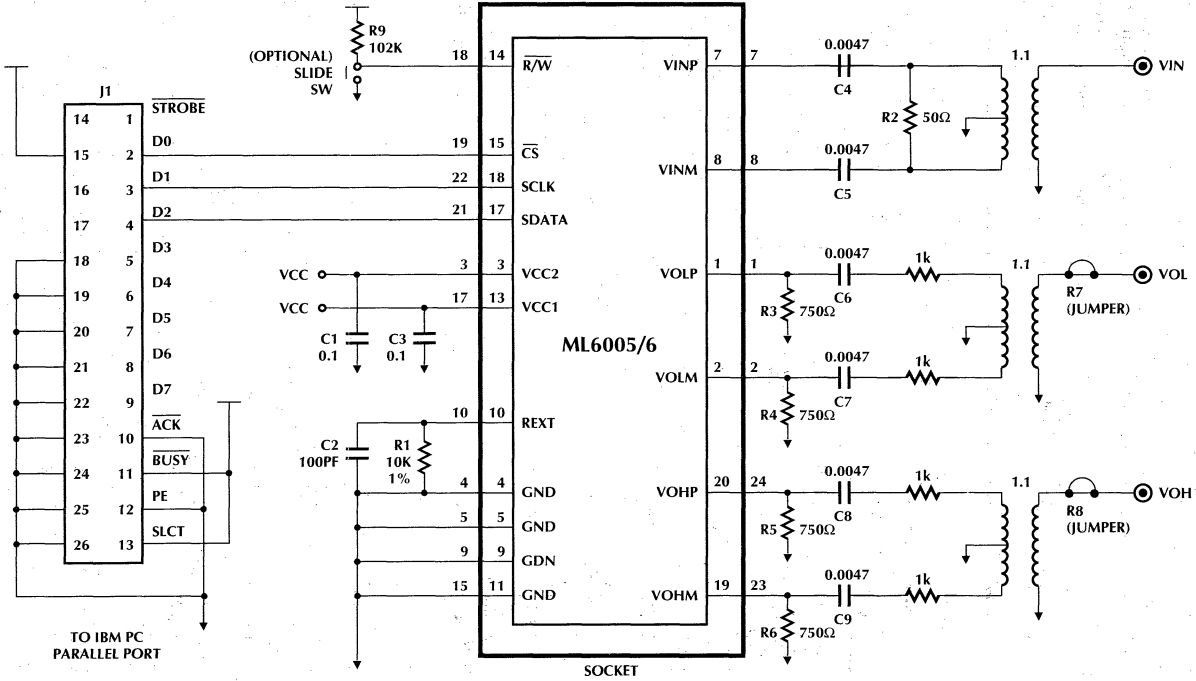 R9
102K
(OPTIONAL)
SLIDE
SW
18 14 R/W
J1
STROBE
14 1
D0
15 2
D1
16 3
D2
17 4
D3
18 5
D4
19 6
D5
20 7
D6
21 8
D7
22 9
ACK
23 10
BUSY
24 11
PE
25 12
SLCT
26 13
TO IBM PC
PARALLEL PORT
19 15 CS
22 18 SCLK
21 17 SDATA
VCC 3 3 VCC2
VCC 17 13 VCC1
C1
0.1
C3
0.1
10 10 REXT
C2
100PF
R1
10K
1%
4 4 GND
5 5 GND
9 9 GDN
15 11 GND
ML6005/6
SOCKET
VINP 7 7
0.0047
C4
R2 50Ω
1.1
VIN
VINM 8 8
0.0047
C5
VOLP 1 1
R3 750Ω
0.0047
C6
1k
1.1
R7
(JUMPER)
VOL
VOLM 2 2
R4 750Ω
0.0047
C7
1k
VOHP 20 24
R5 750Ω
0.0047
C8
1k
1.1
R8
(JUMPER)
VOH
VOHM 19 23
R6 750Ω
0.0047
C9
1k